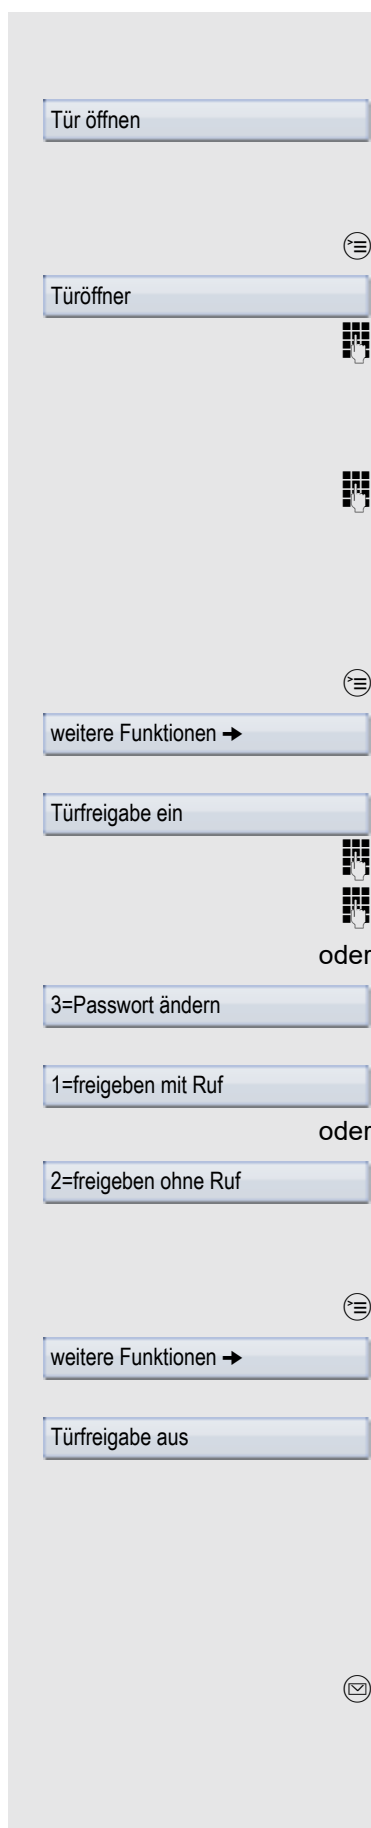 Tür öffnen
Türöffner
weitere Funktionen →
Türfreigabe ein
oder
3=Passwort ändern
1=freigeben mit Ruf
oder
2=freigeben ohne Ruf
weitere Funktionen →
Türfreigabe aus